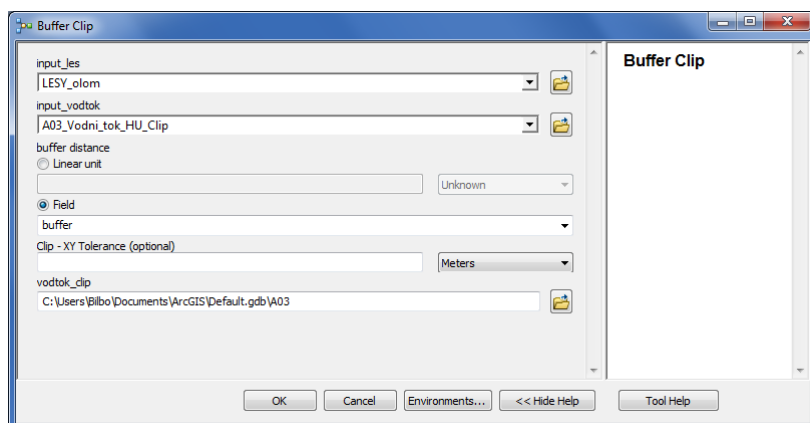 Buffer Clip
input_les
LESY_olom
input_vodtok
A03_Vodni_tok_HU_Clip
buffer distance
Linear unit
Unknown
Field
buffer
Clip - XY Tolerance (optional)
Meters
vodtok_clip
C:\Users\Bilbo\Documents\ArcGIS\Default.gdb\A03
Buffer Clip
OK Cancel Environments... << Hide Help Tool Help